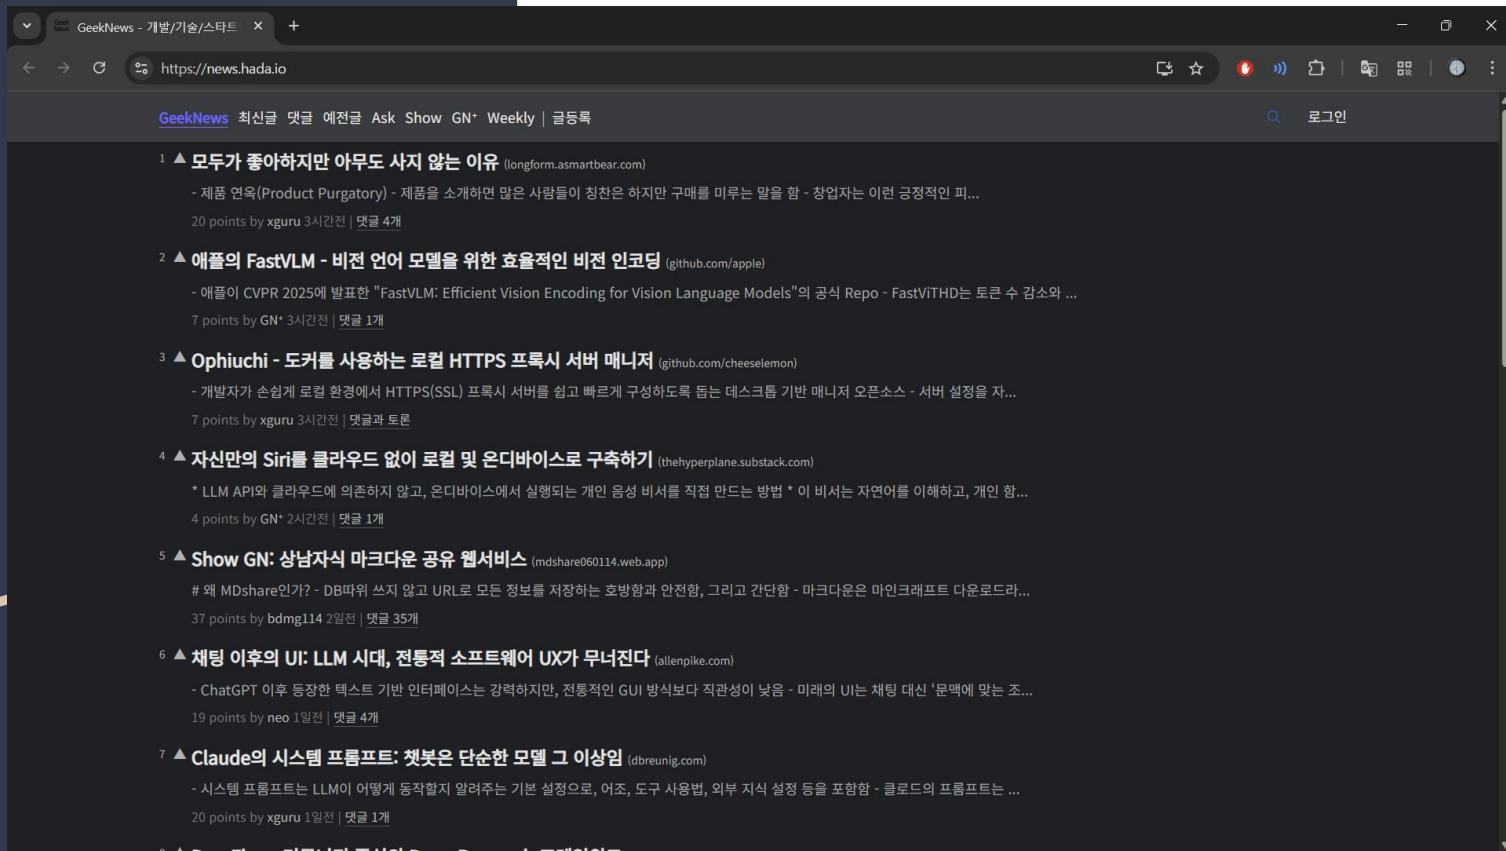 GeekNews - 개발/기술/스타트
https://news.hada.io
GeekNews 최신글 댓글 예전글 Ask Show GN⁺ Weekly | 글등록 로그인
1 ▲ 모두가 좋아하지만 아무도 사지 않는 이유 (longform.asmartbear.com)
- 제품 연옥(Product Purgatory) - 제품을 소개하면 많은 사람들이 칭찬은 하지만 구매를 미루는 말을 함 - 창업자는 이런 긍정적인 피...
20 points by xguru 3시간전 | 댓글 4개
2 ▲ 애플의 FastVLM - 비전 언어 모델을 위한 효율적인 비전 인코딩 (github.com/apple)
- 애플이 CVPR 2025에 발표한 "FastVLM: Efficient Vision Encoding for Vision Language Models"의 공식 Repo - FastViTHD는 토큰 수 감소와 ...
7 points by GN⁺ 3시간전 | 댓글 1개
3 ▲ Ophiuchi - 도커를 사용하는 로컬 HTTPS 프록시 서버 매니저 (github.com/cheeselemon)
- 개발자가 손쉽게 로컬 환경에서 HTTPS(SSL) 프록시 서버를 쉽고 빠르게 구성하도록 돕는 데스크톱 기반 매니저 오픈소스 - 서버 설정을 자...
7 points by xguru 3시간전 | 댓글과 토론
4 ▲ 자신만의 Siri를 클라우드 없이 로컬 및 온디바이스로 구축하기 (thehyperplane.substack.com)
* LLM API와 클라우드에 의존하지 않고, 온디바이스에서 실행되는 개인 음성 비서를 직접 만드는 방법 * 이 비서는 자연어를 이해하고, 개인 함...
4 points by GN⁺ 2시간전 | 댓글 1개
5 ▲ Show GN: 상남자식 마크다운 공유 웹서비스 (mdshare060114.web.app)
# 왜 MDshare인가? - DB따위 쓰지 않고 URL로 모든 정보를 저장하는 호방함과 안전함, 그리고 간단함 - 마크다운은 마인크래프트 다운로드라...
37 points by bdmg114 2일전 | 댓글 35개
6 ▲ 채팅 이후의 UI: LLM 시대, 전통적 소프트웨어 UX가 무너진다 (allenpike.com)
- ChatGPT 이후 등장한 텍스트 기반 인터페이스는 강력하지만, 전통적인 GUI 방식보다 직관성이 낮음 - 미래의 UI는 채팅 대신 ‘문맥에 맞는 조...
19 points by neo 1일전 | 댓글 4개
7 ▲ Claude의 시스템 프롬프트: 챗봇은 단순한 모델 그 이상임 (dbreunig.com)
- 시스템 프롬프트는 LLM이 어떻게 동작할지 알려주는 기본 설정으로, 어조, 도구 사용법, 외부 지식 설정 등을 포함함 - 클로드의 프롬프트는 ...
20 points by xguru 1일전 | 댓글 1개